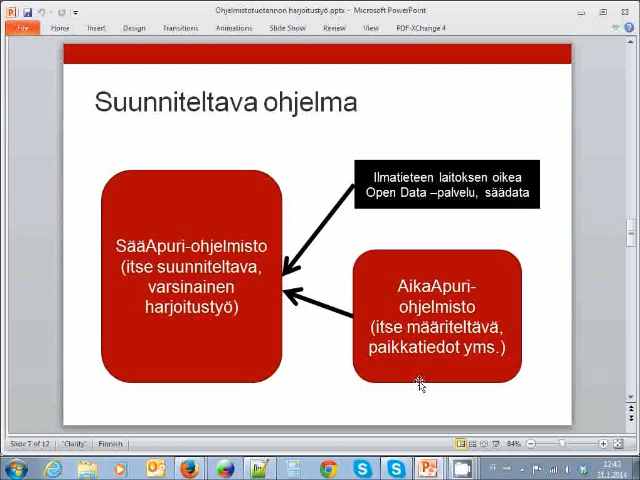 Ohjelmistotuotannon harjoitustyö.pptx - Microsoft PowerPoint
File Home Insert Design Transitions Animations Slide Show Review View PDF-XChange 4
Suunniteltava ohjelma
Ilmatieteen laitoksen oikea
Open Data –palvelu, säädata
SääApuri-ohjelmisto
(itse suunniteltava,
varsinainen
harjoitustyö)
AikaApuri-
ohjelmisto
(itse määriteltävä,
paikkatiedot yms.)
Slide 7 of 12 "Clarity" Finnish 84%
12:43
31.1.2014